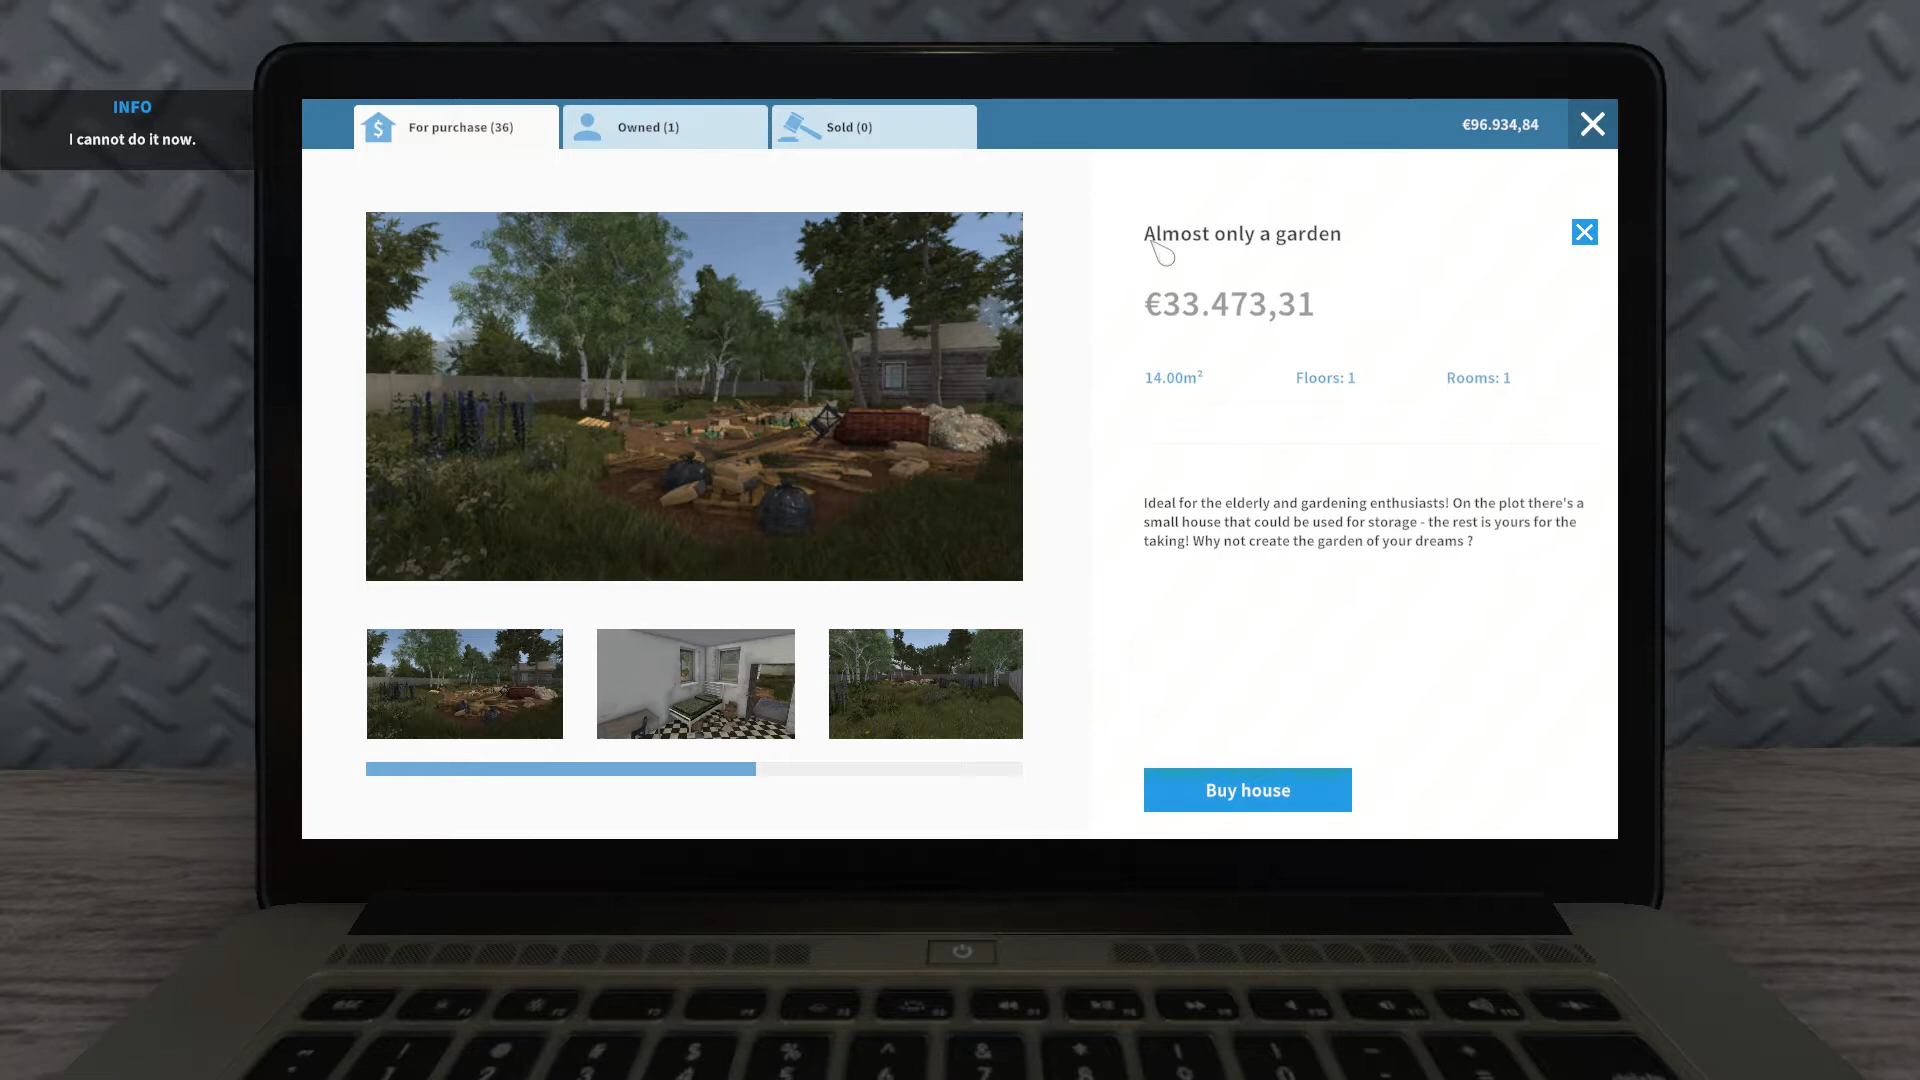 INFO
I cannot do it now.
For purchase (36)
Owned (1)
Sold (0)
€96.934,84
Almost only a garden
€33.473,31
14.00m²
Floors: 1
Rooms: 1
Ideal for the elderly and gardening enthusiasts! On the plot there's a
small house that could be used for storage - the rest is yours for the
taking! Why not create the garden of your dreams ?
Buy house
esc